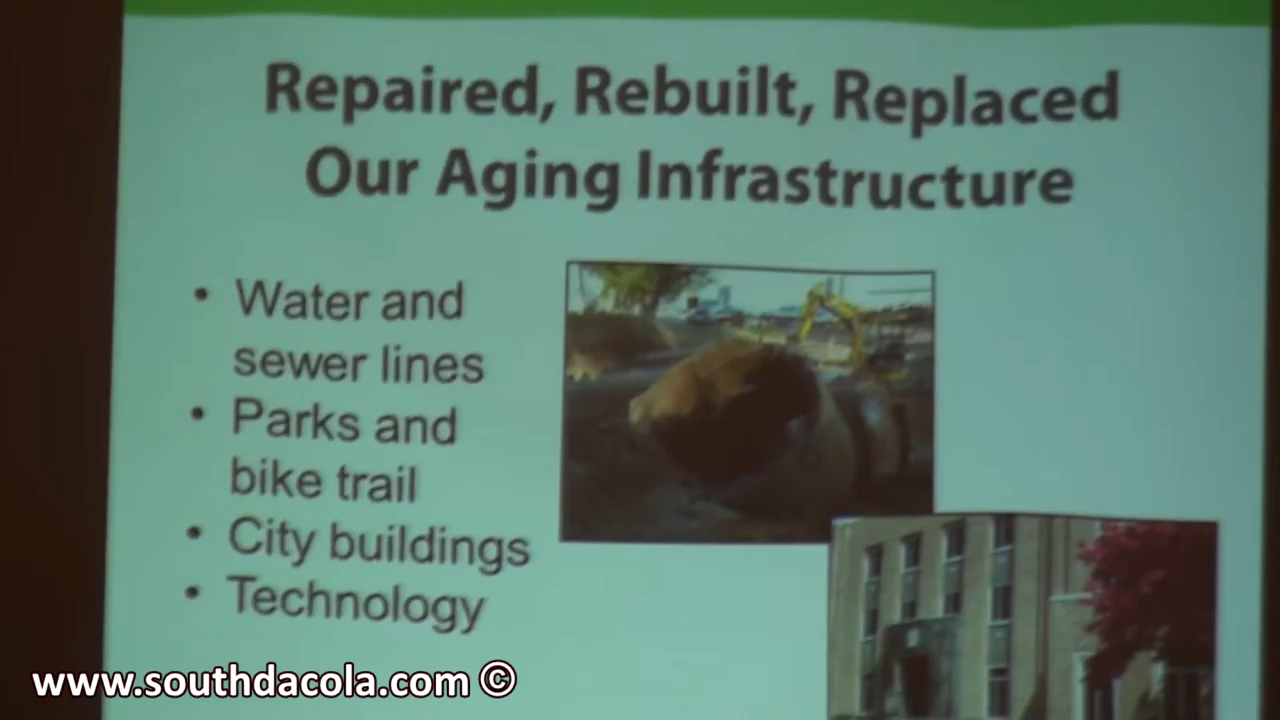 Repaired, Rebuilt, Replaced
Our Aging Infrastructure
• Water and
sewer lines
• Parks and
bike trail
• City buildings
• Technology
www.southdacola.com ©